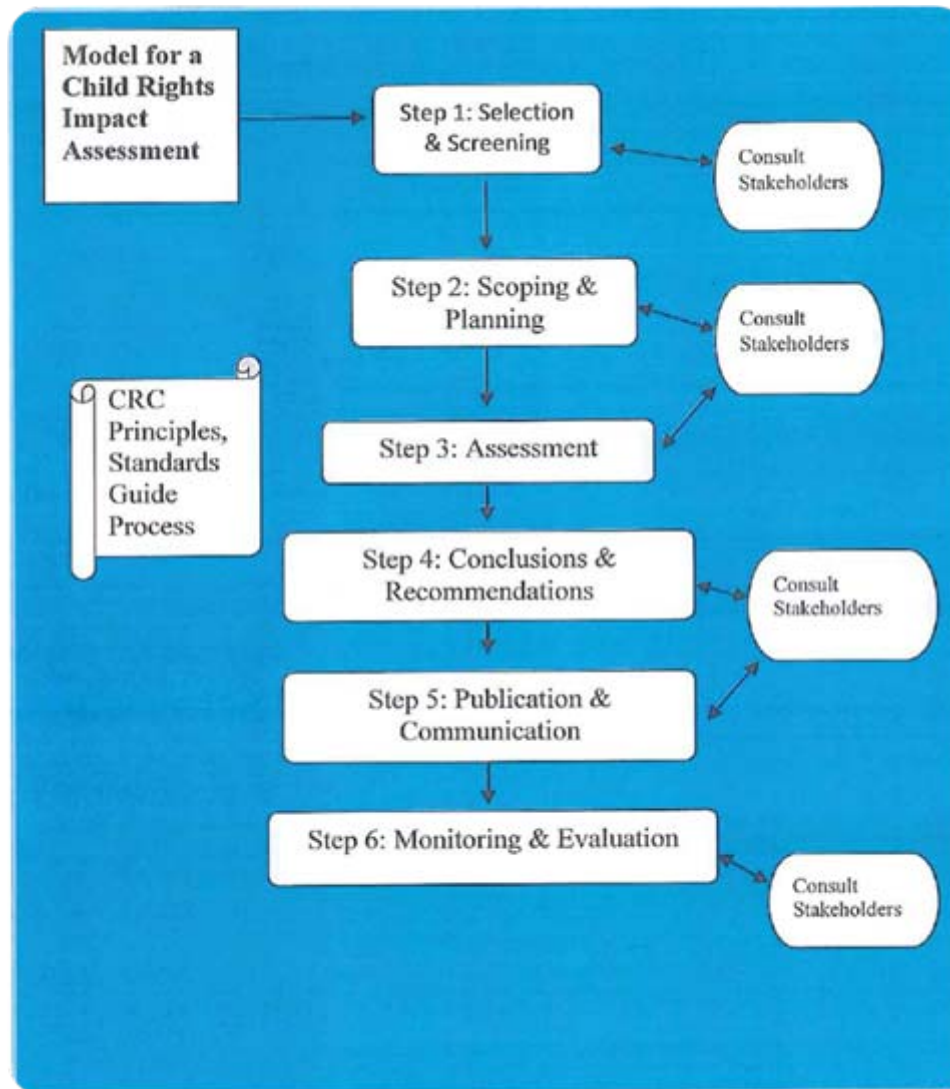 Model for a
Child Rights
Impact
Assessment
Step 1: Selection
& Screening
Consult
Stakeholders
Step 2: Scoping &
Planning
Consult
Stakeholders
CRC
Principles,
Standards
Guide
Process
Step 3: Assessment
Step 4: Conclusions &
Recommendations
Consult
Stakeholders
Step 5: Publication &
Communication
Step 6: Monitoring & Evaluation
Consult
Stakeholders